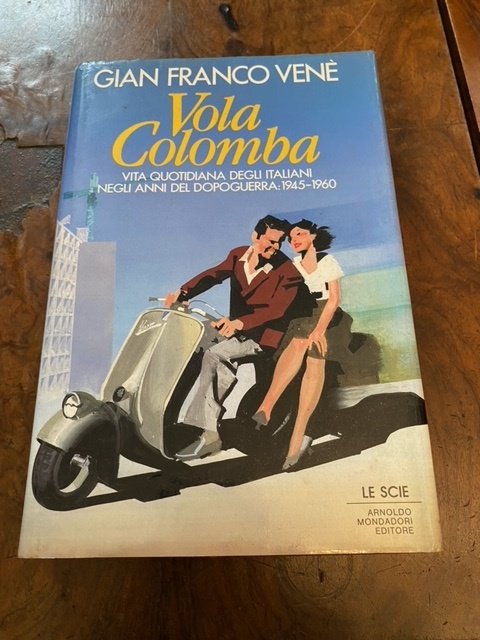 GIAN FRANCO VENÈ
Vola
Colomba
VITA QUOTIDIANA DEGLI ITALIANI
NEGLI ANNI DEL DOPOGUERRA: 1945-1960
Vespa
LE SCIE
ARNOLDO
MONDADORI
EDITORE